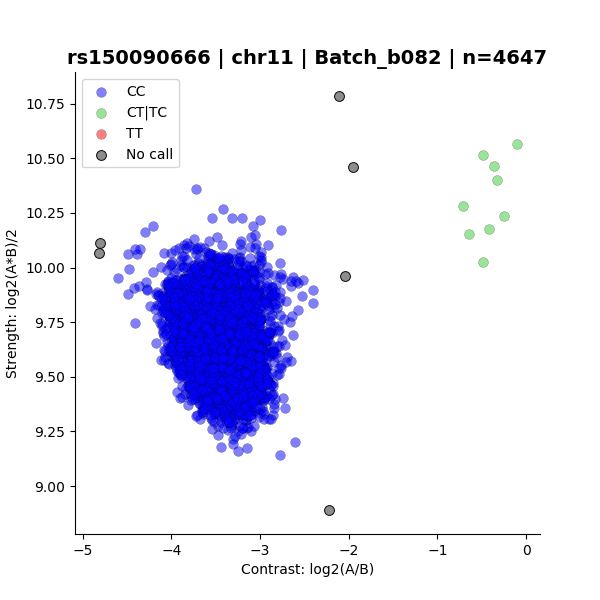 rs150090666 | chr11 | Batch_b082 | n=4647
CC
CT|TC
TT
No call
10.75
10.50
10.25
10.00
9.75
9.50
9.25
9.00
Strength: log2(A*B)/2
−5
−4
−3
−2
−1
0
Contrast: log2(A/B)